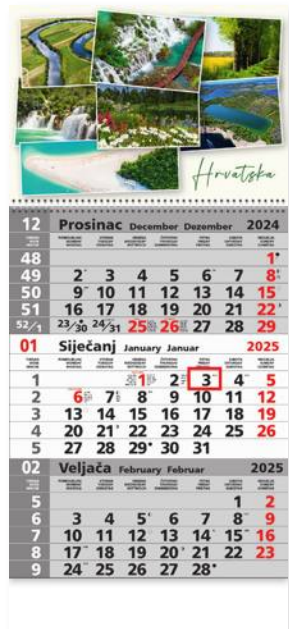 Hrvatska
12 Prosinac December Dezember 2024
48 1
49 2 3 4 5 6 7 8
50 9 10 11 12 13 14 15
51 16 17 18 19 20 21 22
52/1 23/30 24/31 25 26 27 28 29
01 Siječanj January Januar 2025
1 1 2 3 4 5
2 6 7 8 9 10 11 12
3 13 14 15 16 17 18 19
4 20 21 22 23 24 25 26
5 27 28 29 30 31
02 Veljača February Februar 2025
5 1 2
6 3 4 5 6 7 8 9
7 10 11 12 13 14 15 16
8 17 18 19 20 21 22 23
9 24 25 26 27 28